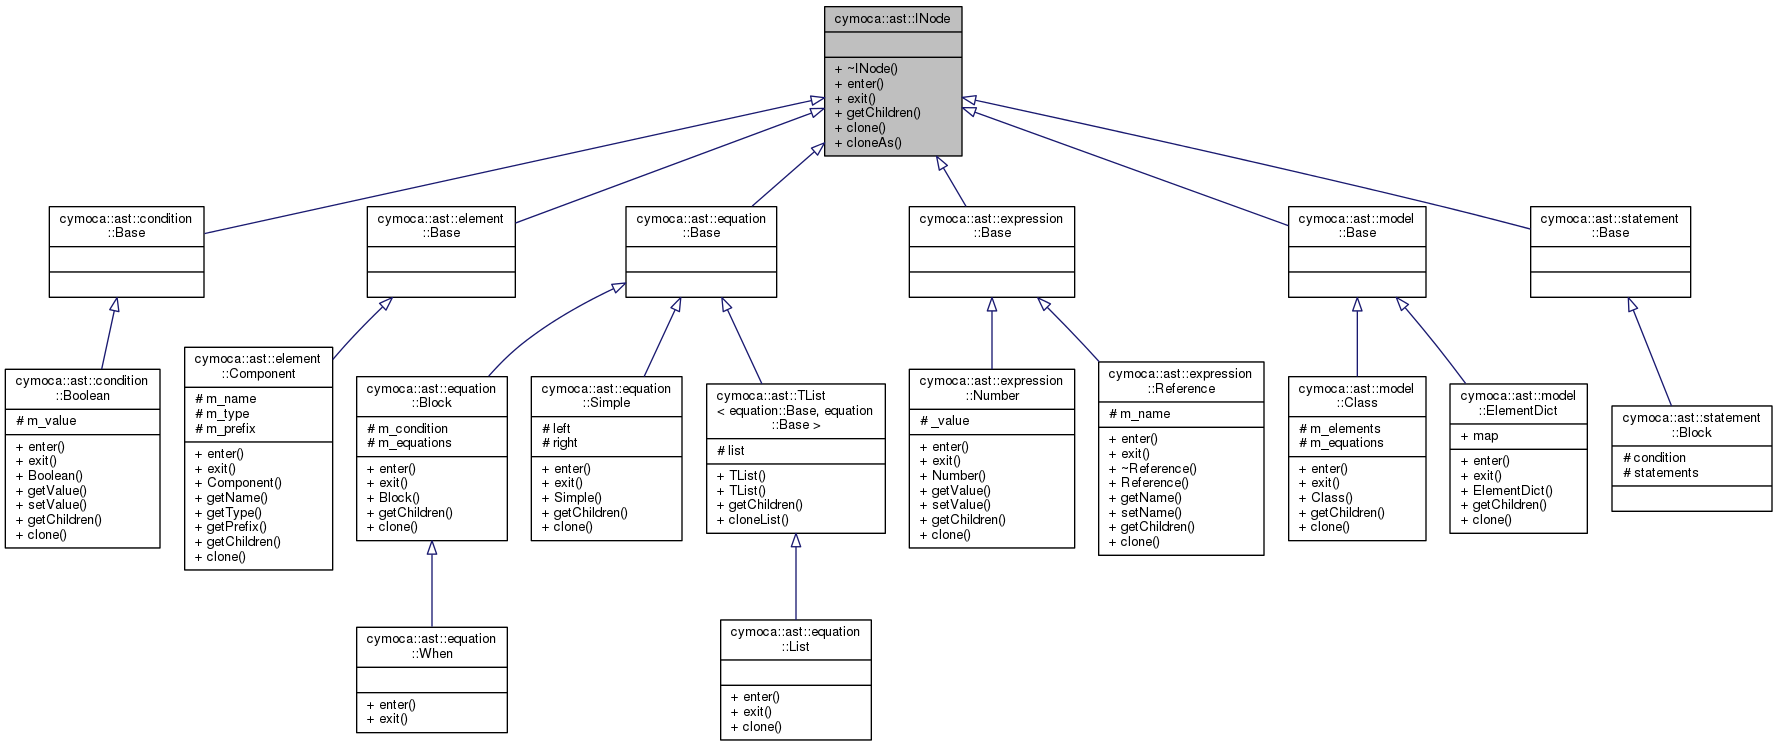 cymoca::ast::INode
+ ~INode()
+ enter()
+ exit()
+ getChildren()
+ clone()
+ cloneAs()
cymoca::ast::condition
::Base
cymoca::ast::element
::Base
cymoca::ast::equation
::Base
cymoca::ast::expression
::Base
cymoca::ast::model
::Base
cymoca::ast::statement
::Base
cymoca::ast::condition
::Boolean
# m_value
+ enter()
+ exit()
+ Boolean()
+ getValue()
+ setValue()
+ getChildren()
+ clone()
cymoca::ast::element
::Component
# m_name
# m_type
# m_prefix
+ enter()
+ exit()
+ Component()
+ getName()
+ getType()
+ getPrefix()
+ getChildren()
+ clone()
cymoca::ast::equation
::Block
# m_condition
# m_equations
+ enter()
+ exit()
+ Block()
+ getChildren()
+ clone()
cymoca::ast::equation
::Simple
# left
# right
+ enter()
+ exit()
+ Simple()
+ getChildren()
+ clone()
cymoca::ast::TList
< equation::Base, equation
::Base >
# list
+ TList()
+ TList()
+ getChildren()
+ cloneList()
cymoca::ast::expression
::Number
# _value
+ enter()
+ exit()
+ Number()
+ getValue()
+ setValue()
+ getChildren()
+ clone()
cymoca::ast::expression
::Reference
# m_name
+ enter()
+ exit()
+ ~Reference()
+ Reference()
+ getName()
+ setName()
+ getChildren()
+ clone()
cymoca::ast::model
::Class
# m_elements
# m_equations
+ enter()
+ exit()
+ Class()
+ getChildren()
+ clone()
cymoca::ast::model
::ElementDict
+ map
+ enter()
+ exit()
+ ElementDict()
+ getChildren()
+ clone()
cymoca::ast::statement
::Block
# condition
# statements
cymoca::ast::equation
::When
+ enter()
+ exit()
cymoca::ast::equation
::List
+ enter()
+ exit()
+ clone()